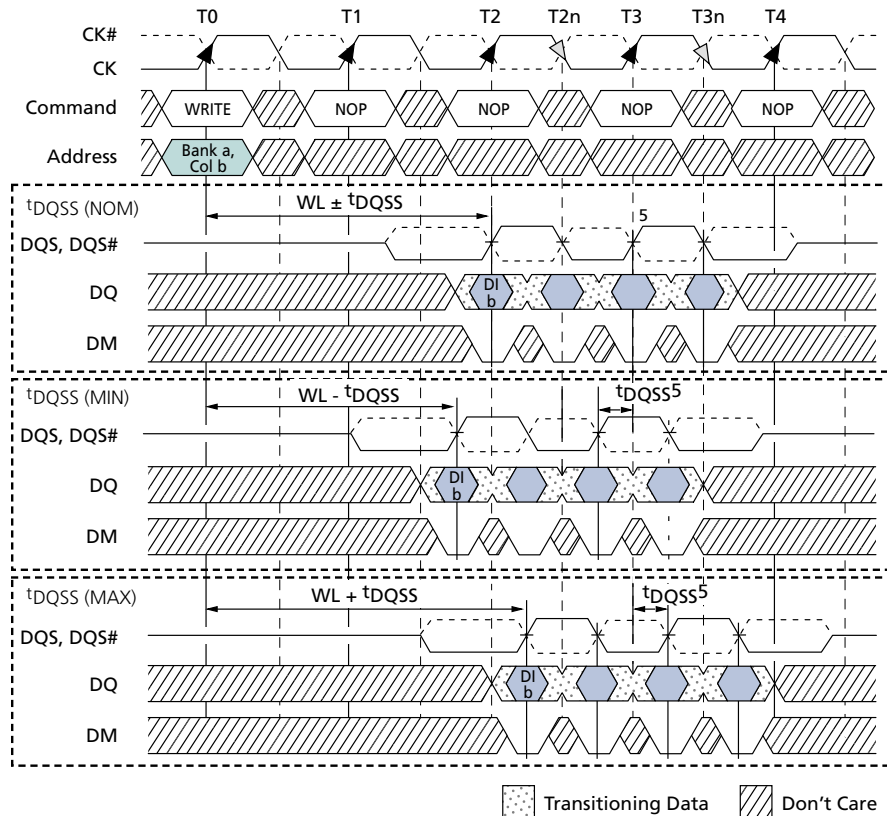 T0 T1 T2 T2n T3 T3n T4
CK#
CK
Command WRITE NOP NOP NOP NOP
Address Bank a,
Col b
tDQSS (NOM) WL ± tDQSS
5
DQS, DQS#
DQ DI
b
DM
tDQSS (MIN) WL - tDQSS tDQSS5
DQS, DQS#
DQ DI
b
DM
tDQSS (MAX) WL + tDQSS tDQSS5
DQS, DQS#
DQ DI
b
DM
Transitioning Data Don't Care